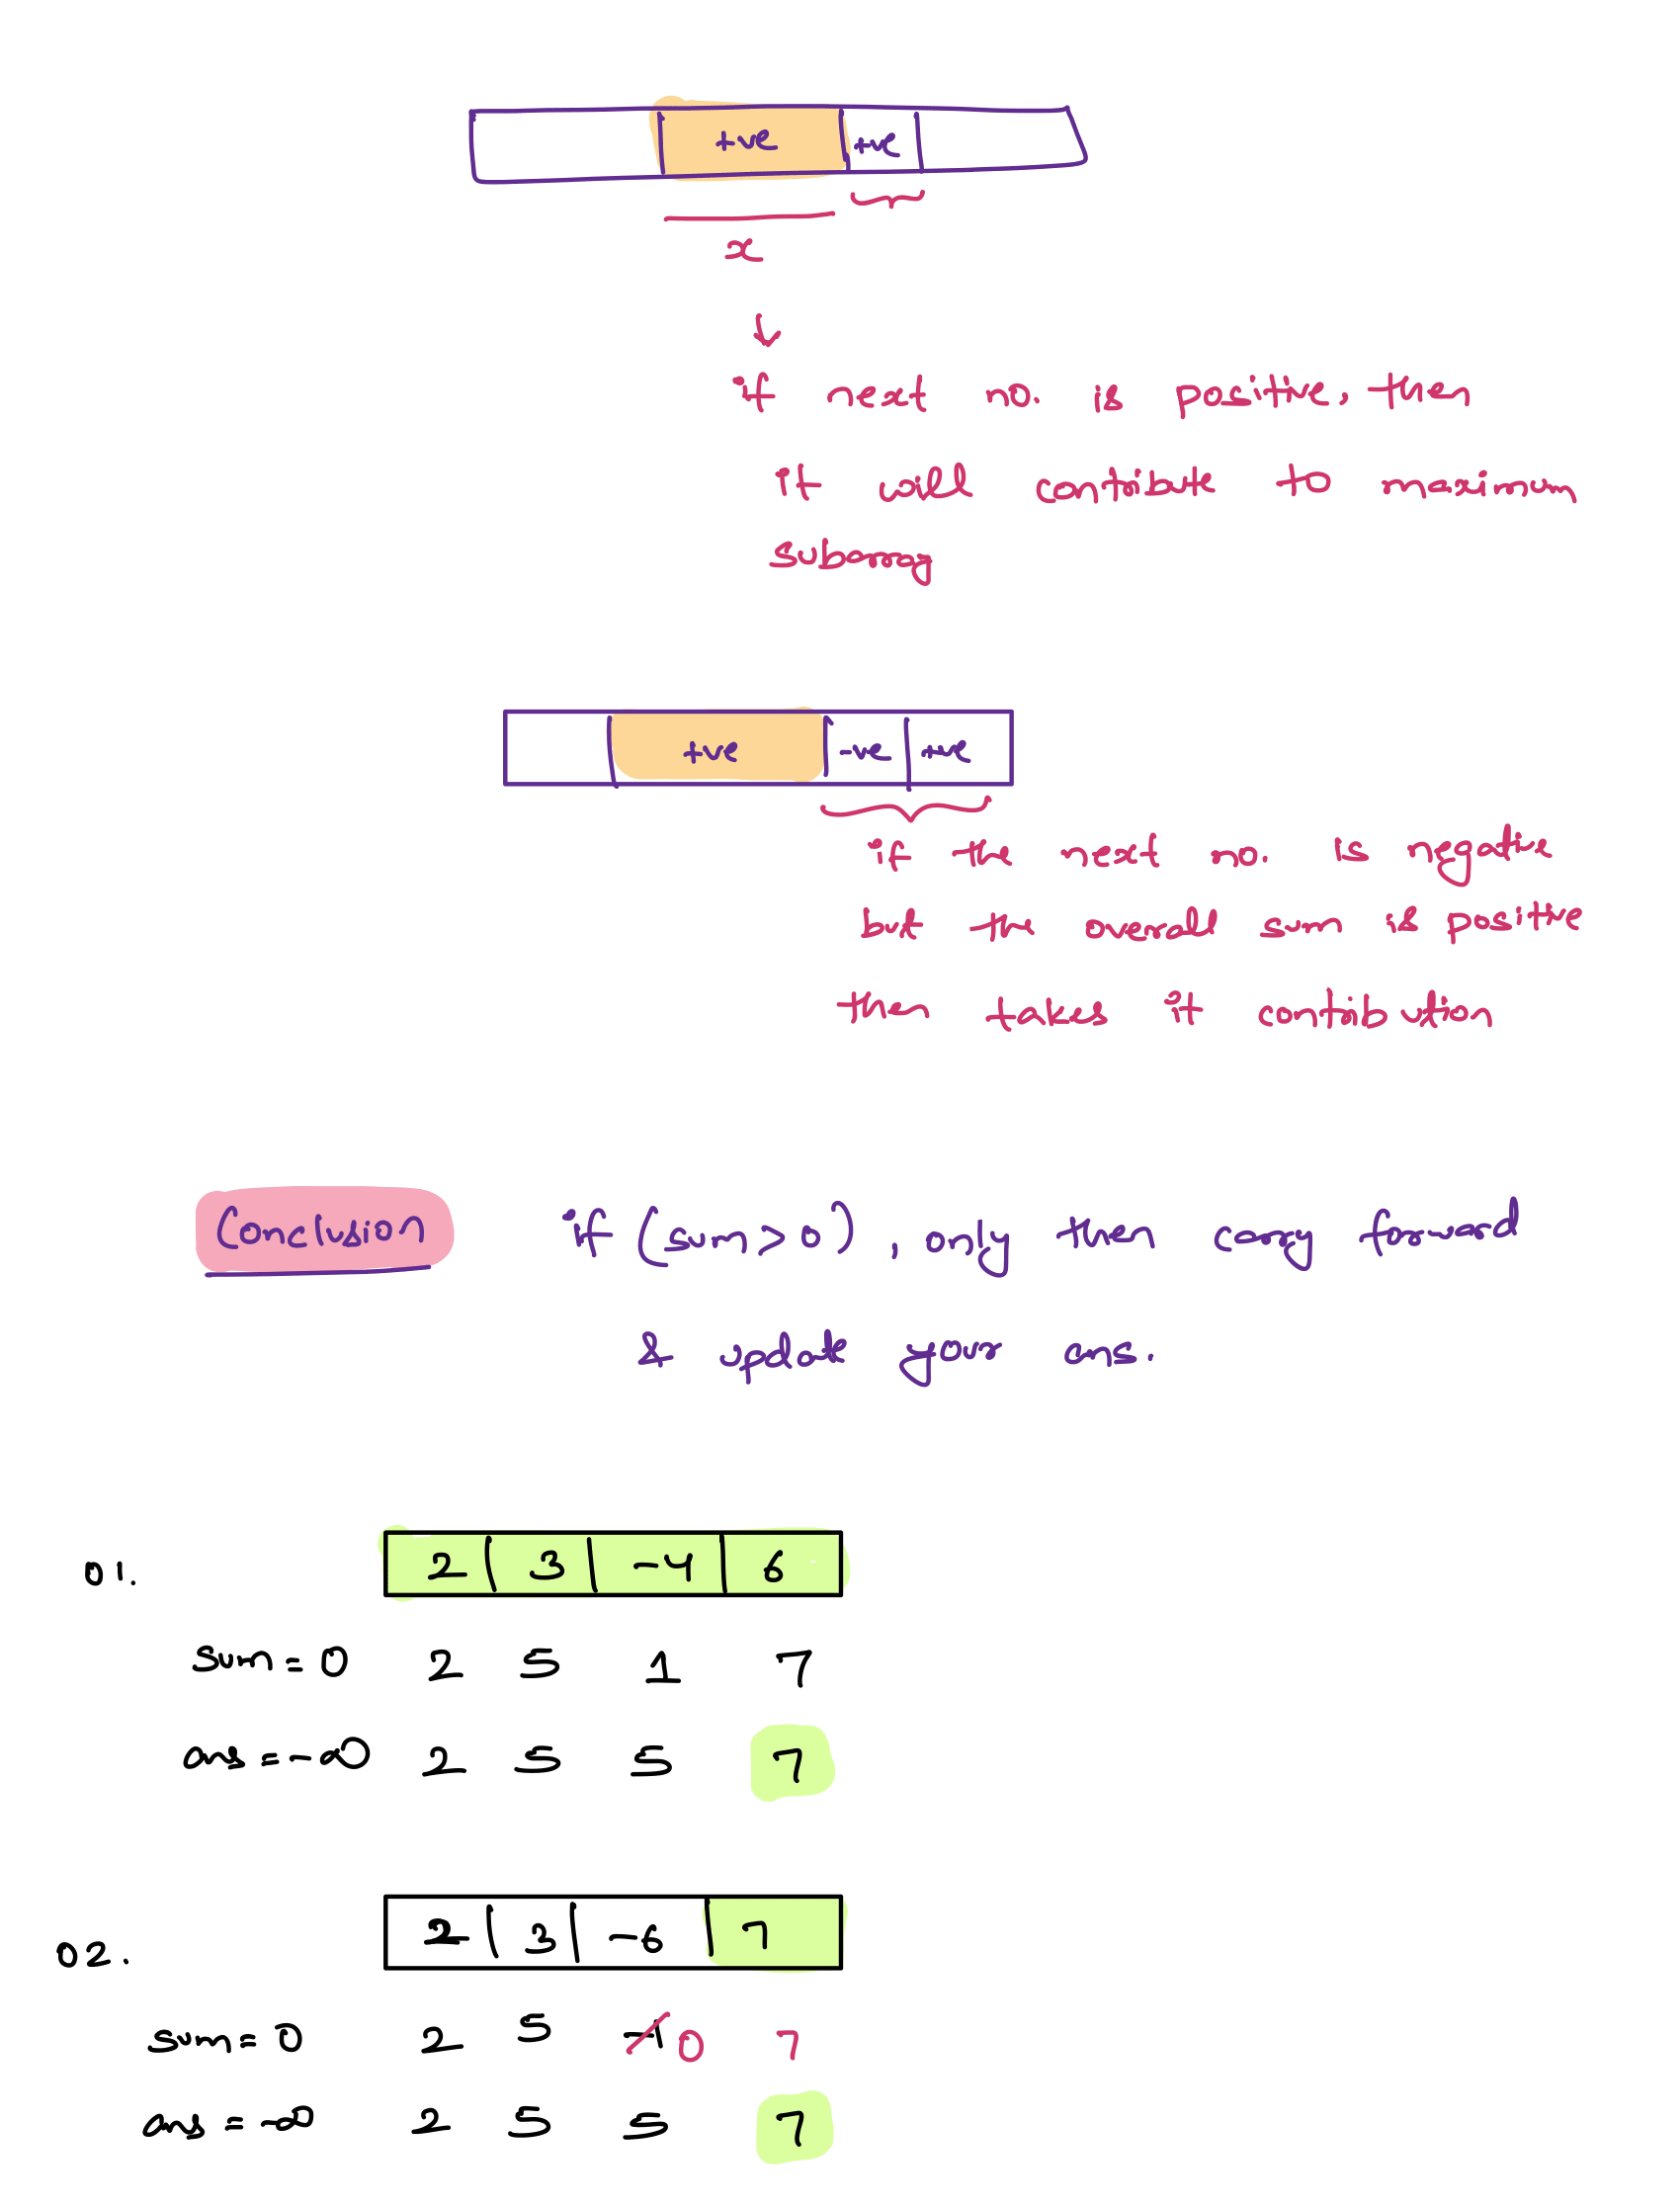 +ve +ve
x
if next no. is positive, then
it will contribute to maximum
subarray
+ve -ve +ve
if the next no. is negative
but the overall sum is positive
then takes it contribution
Conclusion if (sum > 0), only then carry forward
& update your ans.
01. 2 3 -4 6
sum = 0 2 5 1 7
ans = -∞ 2 5 5 7
02. 2 3 -6 7
sum = 0 2 5 -1 0 7
ans = -∞ 2 5 5 7